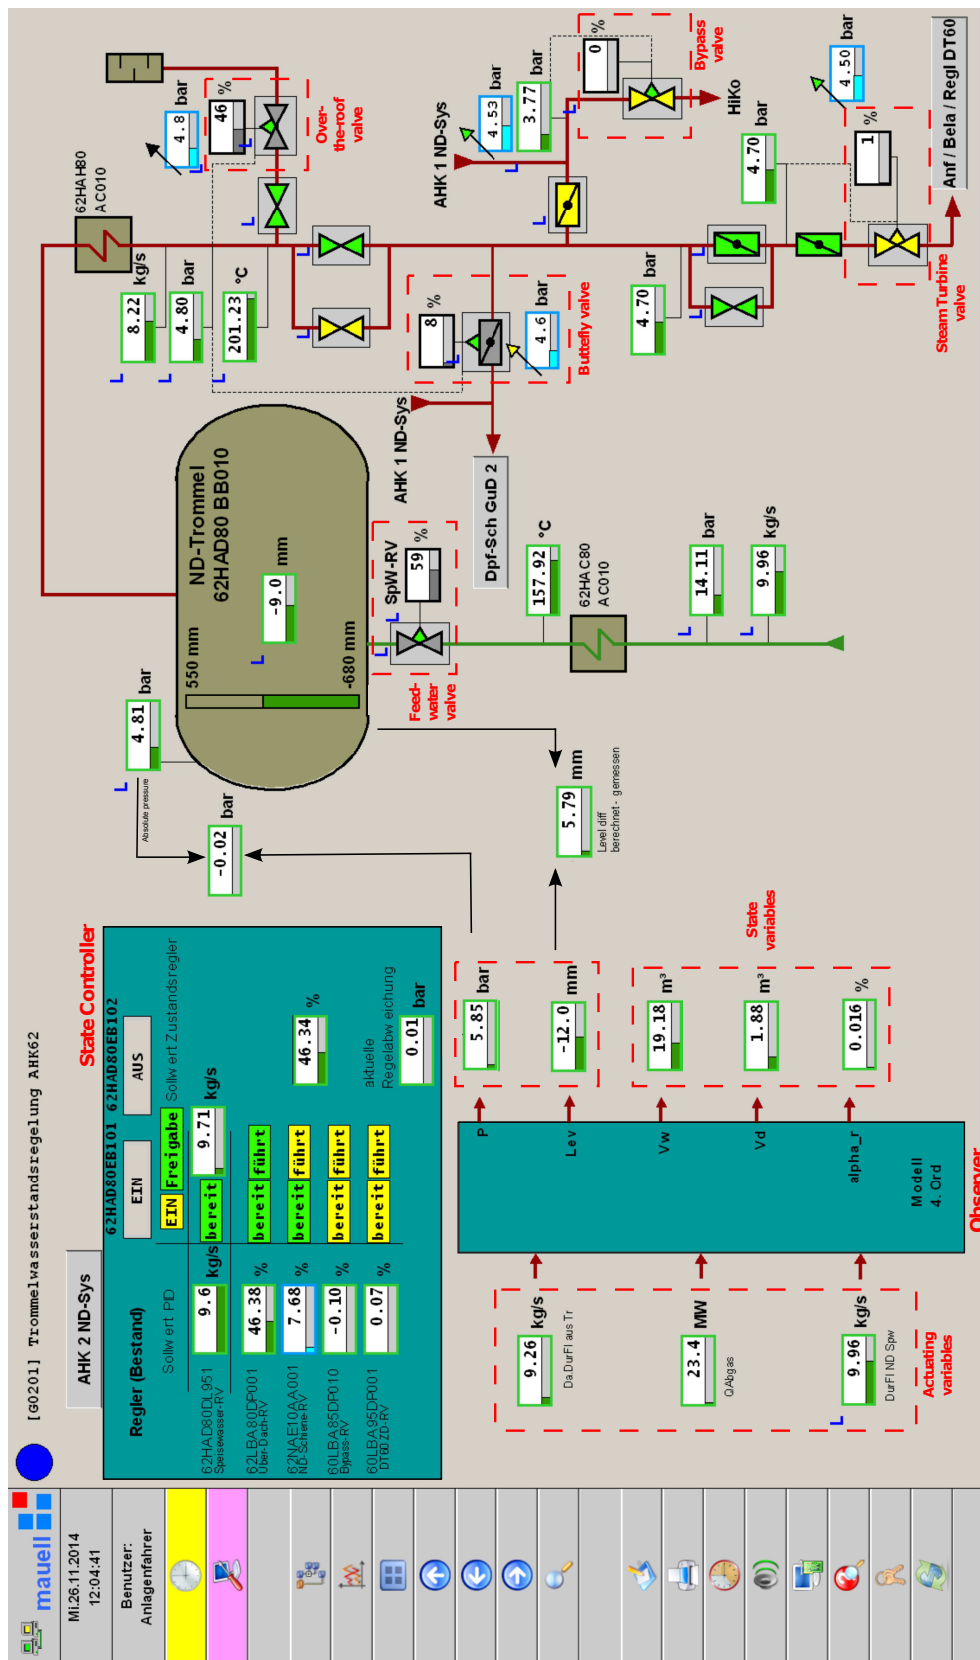 mauell
Mi.26.11.2014
12:04:41
Benutzer:
Anlagenfahrer
[GO201] Trommelwasserstandsregelung AHK62
AHK 2 ND-Sys
State Controller
62HAD80EB101 62HAD80EB102
EIN
AUS
Regler (Bestand)
EIN
Freigabe
Sollwert Zustandsregler
Sollwert PID
62HAD80DL951
Speisewasser-RV
9.6 kg/s
bereit
9.71 kg/s
62LBA80DP001
Über-Dach-RV
46.38 %
bereit führt
62NAE10AA001
ND-Schiene-RV
7.68 %
bereit führt
46.34 %
60LBA85DP010
Bypass-RV
-0.10 %
bereit führt
60LBA95DP001
DT60 ZD-RV
0.07 %
bereit führt
aktuelle
Regelabweichung
0.01 bar
9.26 kg/s
Da.DurFl aus Tr
23.4 MW
QAbgas
9.96 kg/s
DurFl ND Spw
Actuating
variables
P
Lev
Vw
Vd
alpha_r
Modell
4. Ord
Observer
5.85 bar
-12.0 mm
19.18 m³
1.88 m³
0.016 %
State
variables
-0.02 bar
Absolute pressure
4.81 bar
5.79 mm
Level diff
berechnet - gemessen
550 mm
-680 mm
ND-Trommel
62HAD80 BB010
-9.0 mm
SpW-RV
59 %
Feed-
water
valve
157.92 °C
62HAC80
AC010
14.11 bar
9.96 kg/s
Dpf-Sch GuD 2
AHK 1 ND-Sys
8 %
4.6 bar
Butterfly valve
62HAH80
AC010
8.22 kg/s
4.80 bar
201.23 °C
4.8 bar
46 %
Over-
the-roof
valve
AHK 1 ND-Sys
4.53 bar
3.77 bar
0 %
Bypass
valve
HiKo
4.70 bar
4.70 bar
4.50 bar
1 %
Steam Turbine
valve
Anf / Bela / Regl DT60